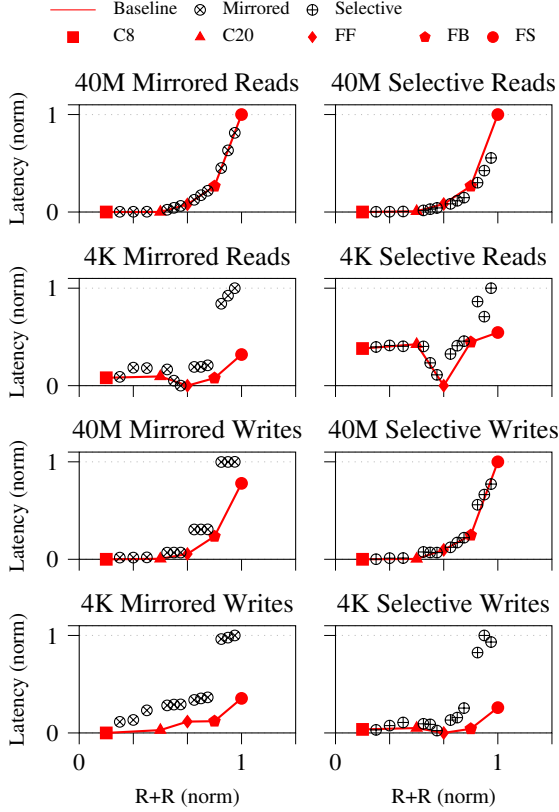 Baseline Mirrored Selective
C8 C20 FF FB FS
40M Mirrored Reads 40M Selective Reads
Latency (norm)
1
0
4K Mirrored Reads 4K Selective Reads
Latency (norm)
1
0
40M Mirrored Writes 40M Selective Writes
Latency (norm)
1
0
4K Mirrored Writes 4K Selective Writes
Latency (norm)
1
0
0 1 0 1
R+R (norm) R+R (norm)